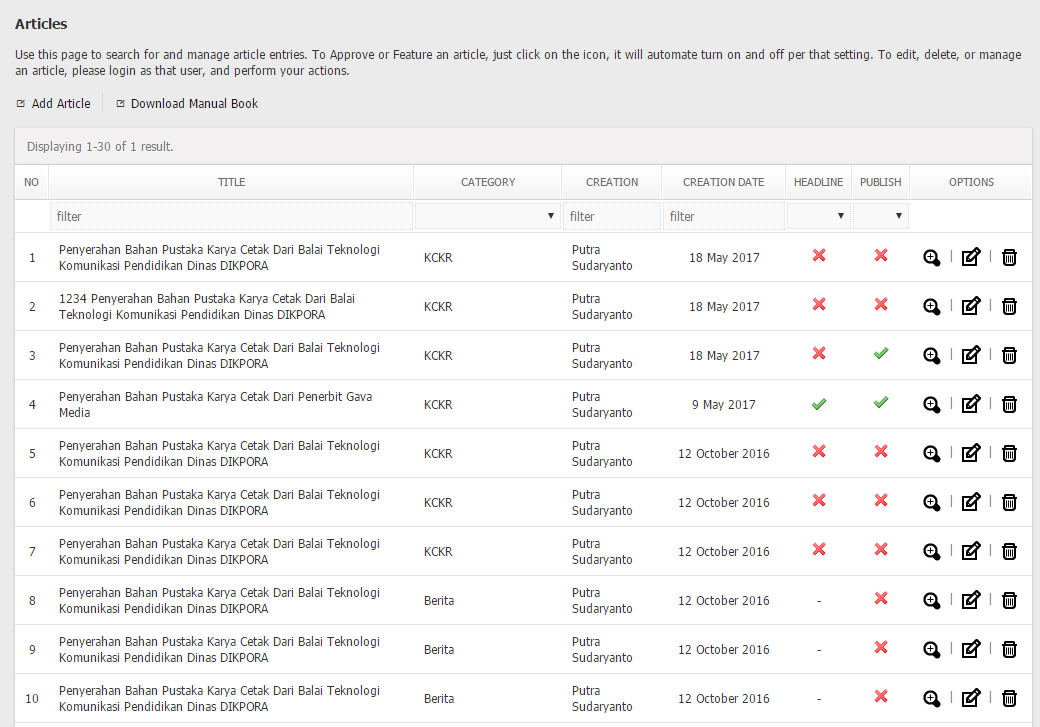 Articles
Use this page to search for and manage article entries. To Approve or Feature an article, just click on the icon, it will automate turn on and off per that setting. To edit, delete, or manage
an article, please login as that user, and perform your actions.
Add Article
Download Manual Book
Displaying 1-30 of 1 result.
NO TITLE CATEGORY CREATION CREATION DATE HEADLINE PUBLISH OPTIONS
filter filter filter
1 Penyerahan Bahan Pustaka Karya Cetak Dari Balai Teknologi
Komunikasi Pendidikan Dinas DIKPORA
KCKR
Putra
Sudaryanto
18 May 2017
2 1234 Penyerahan Bahan Pustaka Karya Cetak Dari Balai
Teknologi Komunikasi Pendidikan Dinas DIKPORA
KCKR
Putra
Sudaryanto
18 May 2017
3 Penyerahan Bahan Pustaka Karya Cetak Dari Balai Teknologi
Komunikasi Pendidikan Dinas DIKPORA
KCKR
Putra
Sudaryanto
18 May 2017
4 Penyerahan Bahan Pustaka Karya Cetak Dari Penerbit Gava
Media
KCKR
Putra
Sudaryanto
9 May 2017
5 Penyerahan Bahan Pustaka Karya Cetak Dari Balai Teknologi
Komunikasi Pendidikan Dinas DIKPORA
KCKR
Putra
Sudaryanto
12 October 2016
6 Penyerahan Bahan Pustaka Karya Cetak Dari Balai Teknologi
Komunikasi Pendidikan Dinas DIKPORA
KCKR
Putra
Sudaryanto
12 October 2016
7 Penyerahan Bahan Pustaka Karya Cetak Dari Balai Teknologi
Komunikasi Pendidikan Dinas DIKPORA
KCKR
Putra
Sudaryanto
12 October 2016
8 Penyerahan Bahan Pustaka Karya Cetak Dari Balai Teknologi
Komunikasi Pendidikan Dinas DIKPORA
Berita
Putra
Sudaryanto
12 October 2016
-
9 Penyerahan Bahan Pustaka Karya Cetak Dari Balai Teknologi
Komunikasi Pendidikan Dinas DIKPORA
Berita
Putra
Sudaryanto
12 October 2016
-
10 Penyerahan Bahan Pustaka Karya Cetak Dari Balai Teknologi
Komunikasi Pendidikan Dinas DIKPORA
Berita
Putra
Sudaryanto
12 October 2016
-